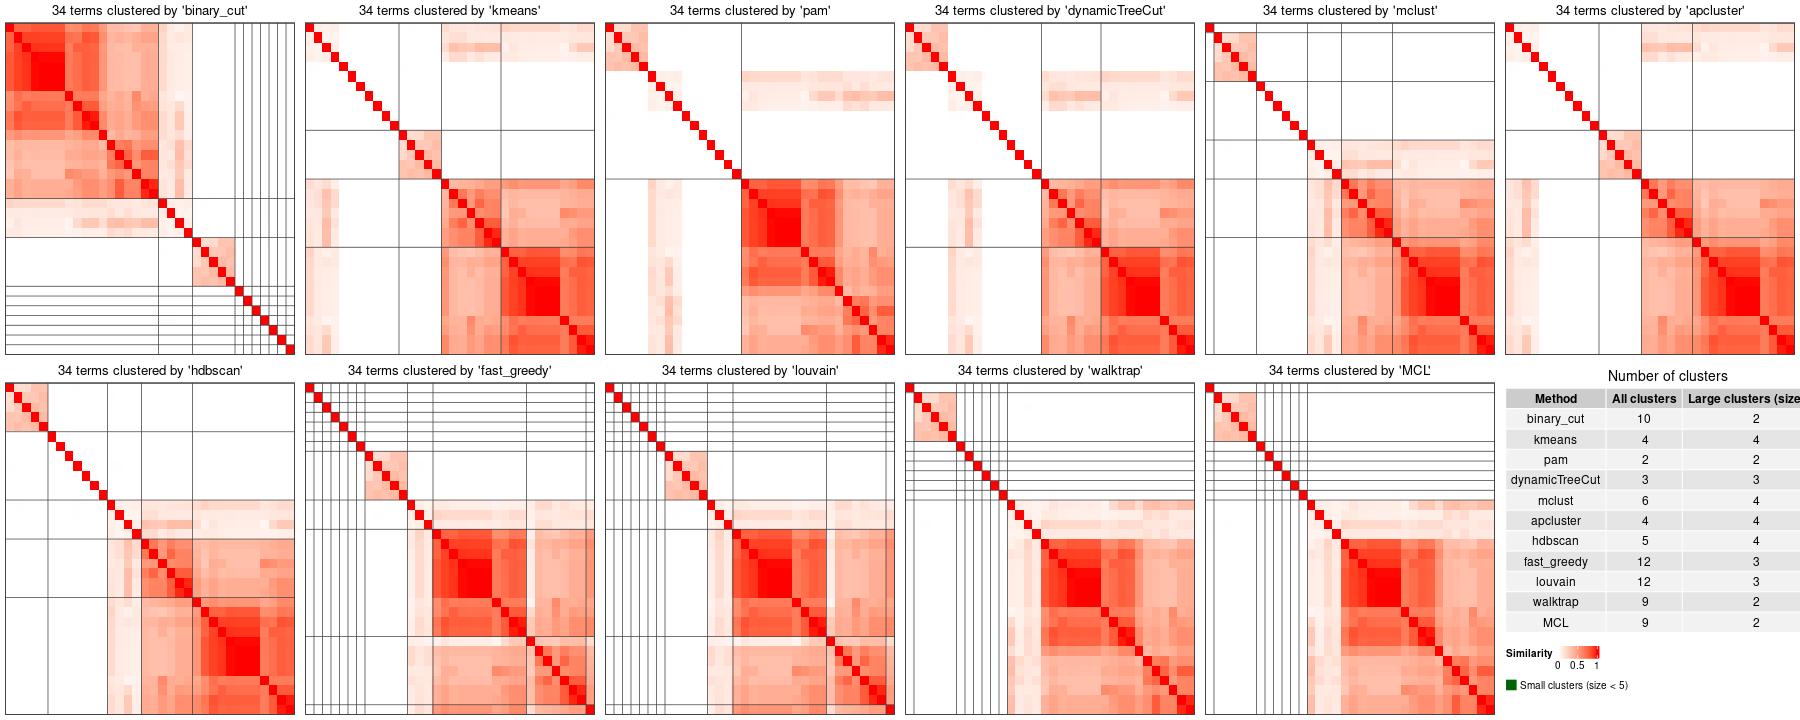 34 terms clustered by 'binary_cut'
34 terms clustered by 'kmeans'
34 terms clustered by 'pam'
34 terms clustered by 'dynamicTreeCut'
34 terms clustered by 'mclust'
34 terms clustered by 'apcluster'
34 terms clustered by 'hdbscan'
34 terms clustered by 'fast_greedy'
34 terms clustered by 'louvain'
34 terms clustered by 'walktrap'
34 terms clustered by 'MCL'
Number of clusters
Method All clusters Large clusters (size
binary_cut 10 2
kmeans 4 4
pam 2 2
dynamicTreeCut 3 3
mclust 6 4
apcluster 4 4
hdbscan 5 4
fast_greedy 12 3
louvain 12 3
walktrap 9 2
MCL 9 2
Similarity
0 0.5 1
Small clusters (size < 5)